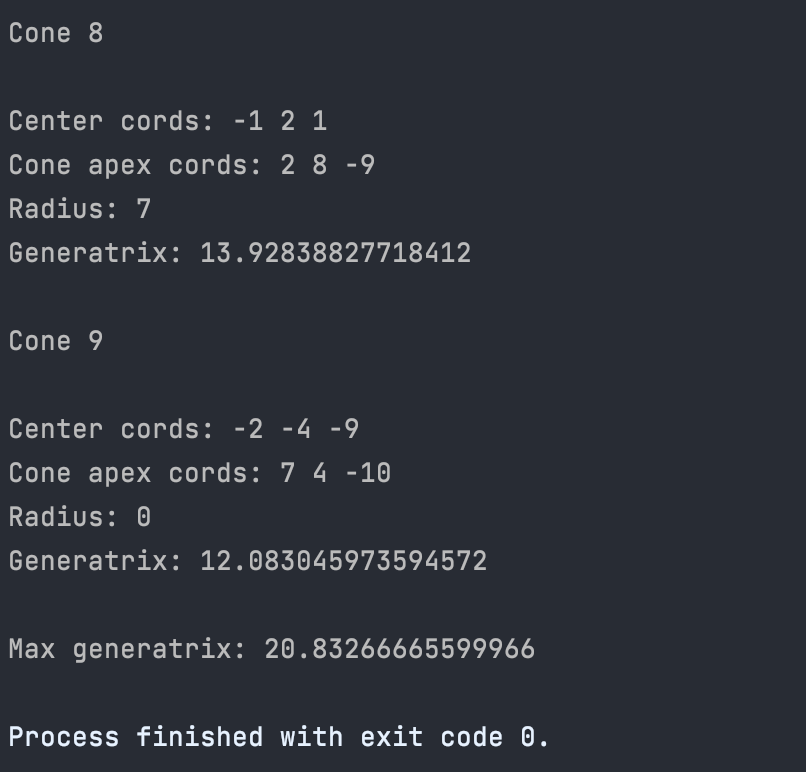 Cone 8
Center cords: -1 2 1
Cone apex cords: 2 8 -9
Radius: 7
Generatrix: 13.92838827718412
Cone 9
Center cords: -2 -4 -9
Cone apex cords: 7 4 -10
Radius: 0
Generatrix: 12.083045973594572
Max generatrix: 20.83266665599966
Process finished with exit code 0.